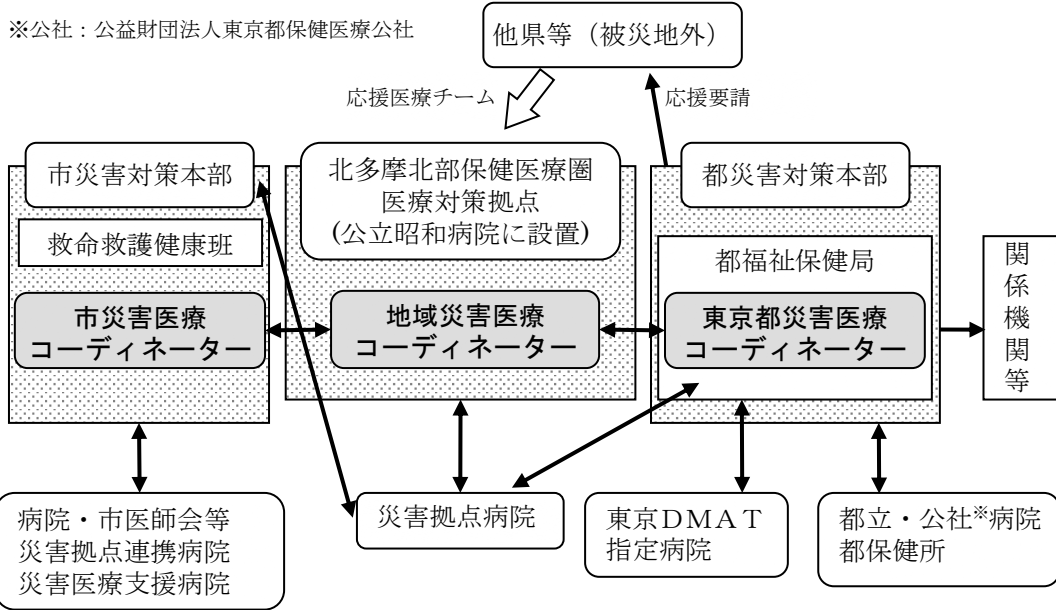 ※公社：公益財団法人東京都保健医療公社
他県等（被災地外）
応援医療チーム
応援要請
市災害対策本部
救命救護健康班
市災害医療
コーディネーター
北多摩北部保健医療圏
医療対策拠点
(公立昭和病院に設置)
地域災害医療
コーディネーター
都災害対策本部
都福祉保健局
東京都災害医療
コーディネーター
関係機関等
病院・市医師会等
災害拠点連携病院
災害医療支援病院
災害拠点病院
東京ＤＭＡＴ
指定病院
都立・公社※病院
都保健所